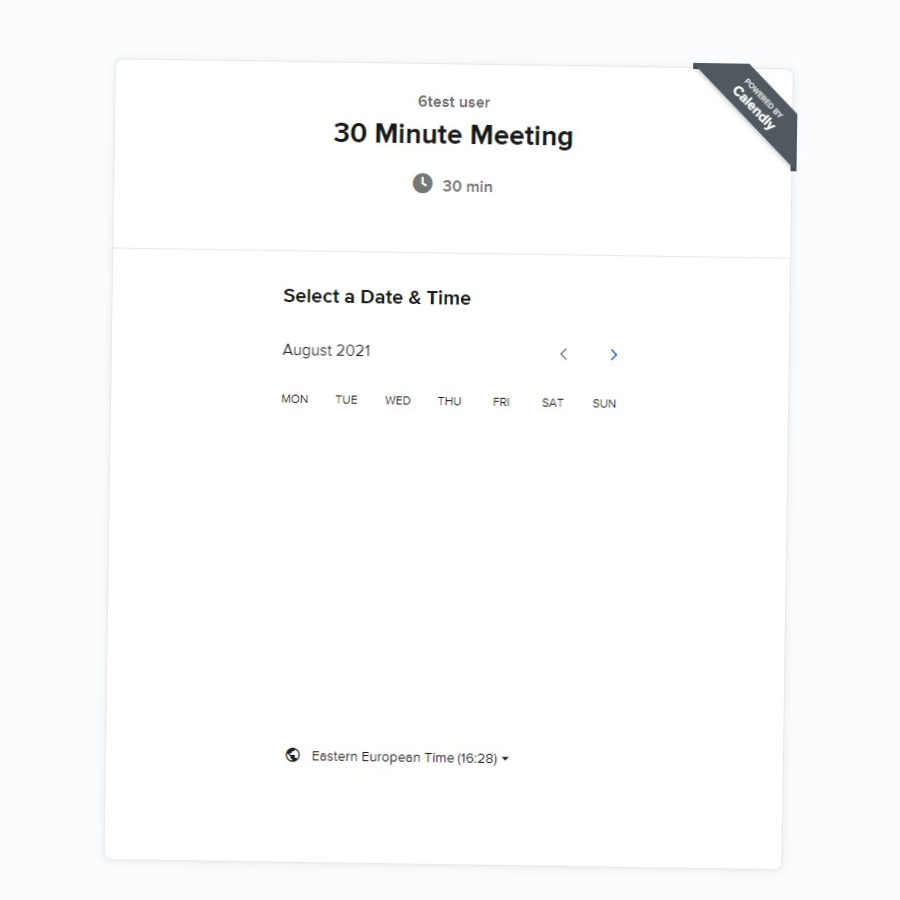 POWERED BY
Calendly
6test user
30 Minute Meeting
30 min
Select a Date & Time
August 2021
MON TUE WED THU FRI SAT SUN
Eastern European Time (16:28)